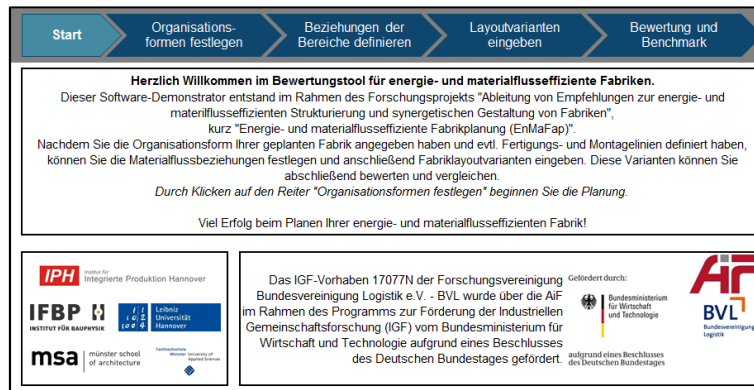 Start
Organisations-
formen festlegen
Beziehungen der
Bereiche definieren
Layoutvarianten
eingeben
Bewertung und
Benchmark
Herzlich Willkommen im Bewertungstool für energie- und materialflusseffiziente Fabriken.
Dieser Software-Demonstrator entstand im Rahmen des Forschungsprojekts "Ableitung von Empfehlungen zur energie- und
materilflusseffizienten Strukturierung und synergetischen Gestaltung von Fabriken",
kurz "Energie- und materialflusseffiziente Fabrikplanung (EnMaFap)".
Nachdem Sie die Organisationsform Ihrer geplanten Fabrik angegeben haben und evtl. Fertigungs- und Montagelinien definiert haben,
können Sie die Materialflussbeziehungen festlegen und anschließend Fabriklayoutvarianten eingeben. Diese Varianten können Sie
abschließend bewerten und vergleichen.
Durch Klicken auf den Reiter "Organisationsformen festlegen" beginnen Sie die Planung.
Viel Erfolg beim Planen Ihrer energie- und materialflusseffizienten Fabrik!
IPH
Institut für
Integrierte Produktion Hannover
IFBP
INSTITUT FÜR BAUPHYSIK
Leibniz
Universität
Hannover
msa
münster school
of architecture
Fachhochschule
Münster University of
Applied Sciences
Das IGF-Vorhaben 17077N der Forschungsvereinigung
Bundesvereinigung Logistik e.V. - BVL wurde über die AiF
im Rahmen des Programms zur Förderung der Industriellen
Gemeinschaftsforschung (IGF) vom Bundesministerium für
Wirtschaft und Technologie aufgrund eines Beschlusses
des Deutschen Bundestages gefördert.
Gefördert durch:
Bundesministerium
für Wirtschaft
und Technologie
aufgrund eines Beschlusses
des Deutschen Bundestages
AiF
BVL
Bundesvereinigung
Logistik